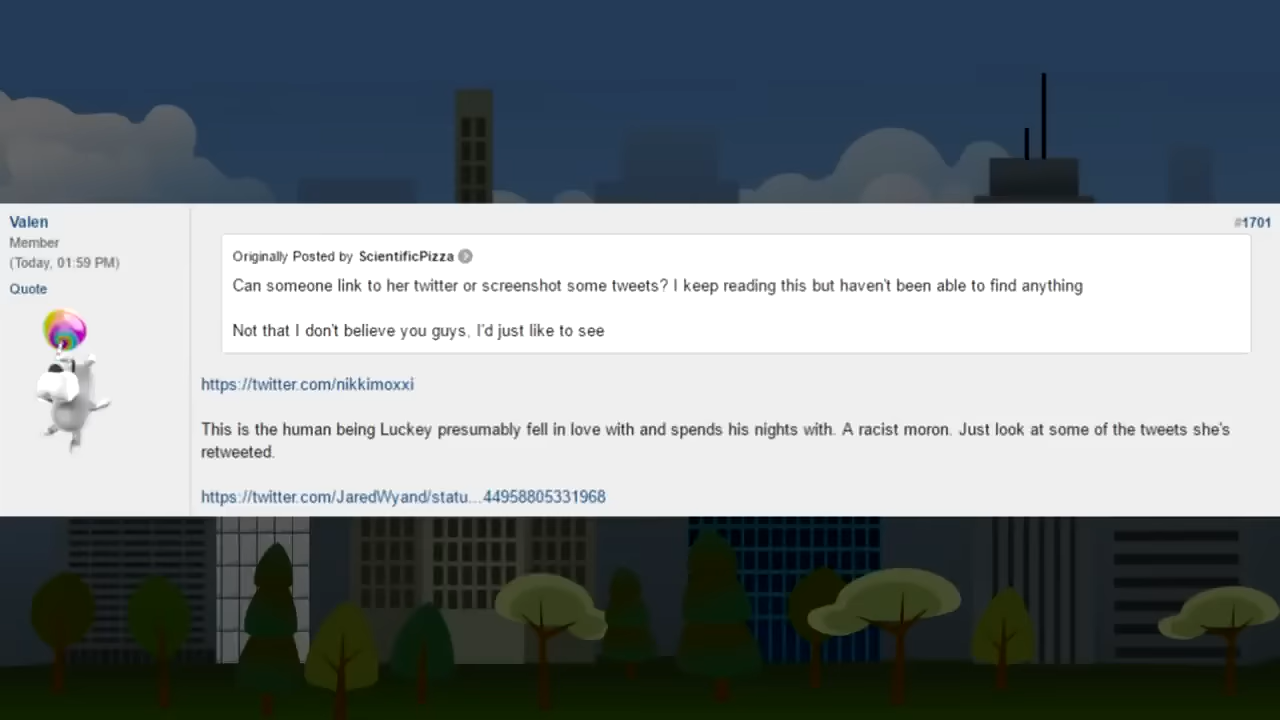 Valen
#1701
Member
(Today, 01:59 PM)
Quote
Originally Posted by ScientificPizza
Can someone link to her twitter or screenshot some tweets? I keep reading this but haven't been able to find anything
Not that I don't believe you guys, I'd just like to see
https://twitter.com/nikkimoxxi
This is the human being Luckey presumably fell in love with and spends his nights with. A racist moron. Just look at some of the tweets she's
retweeted.
https://twitter.com/JaredWyand/statu...44958805331968